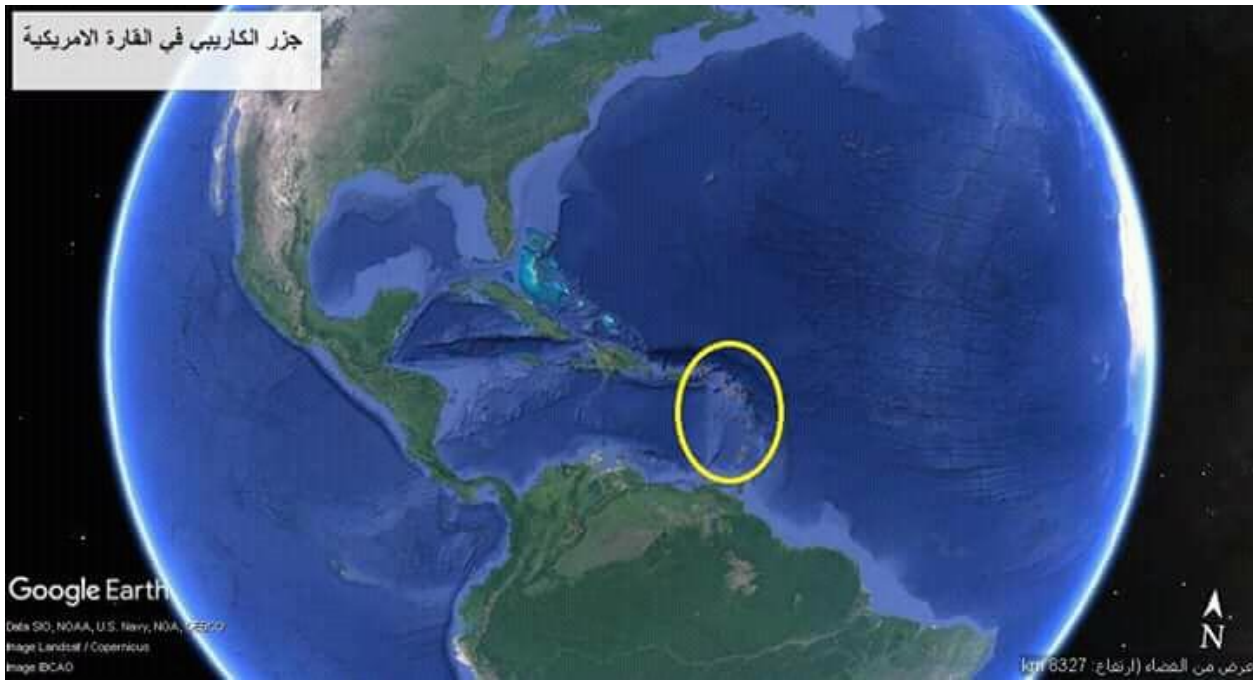 جزر الكاريبي في القارة الامريكية
Google Earth
Data SIO, NOAA, U.S. Navy, NGA, GEBCO
Image Landsat / Copernicus
Image IBCAO
N
عرض من الفضاء (ارتفاع: 8327 km